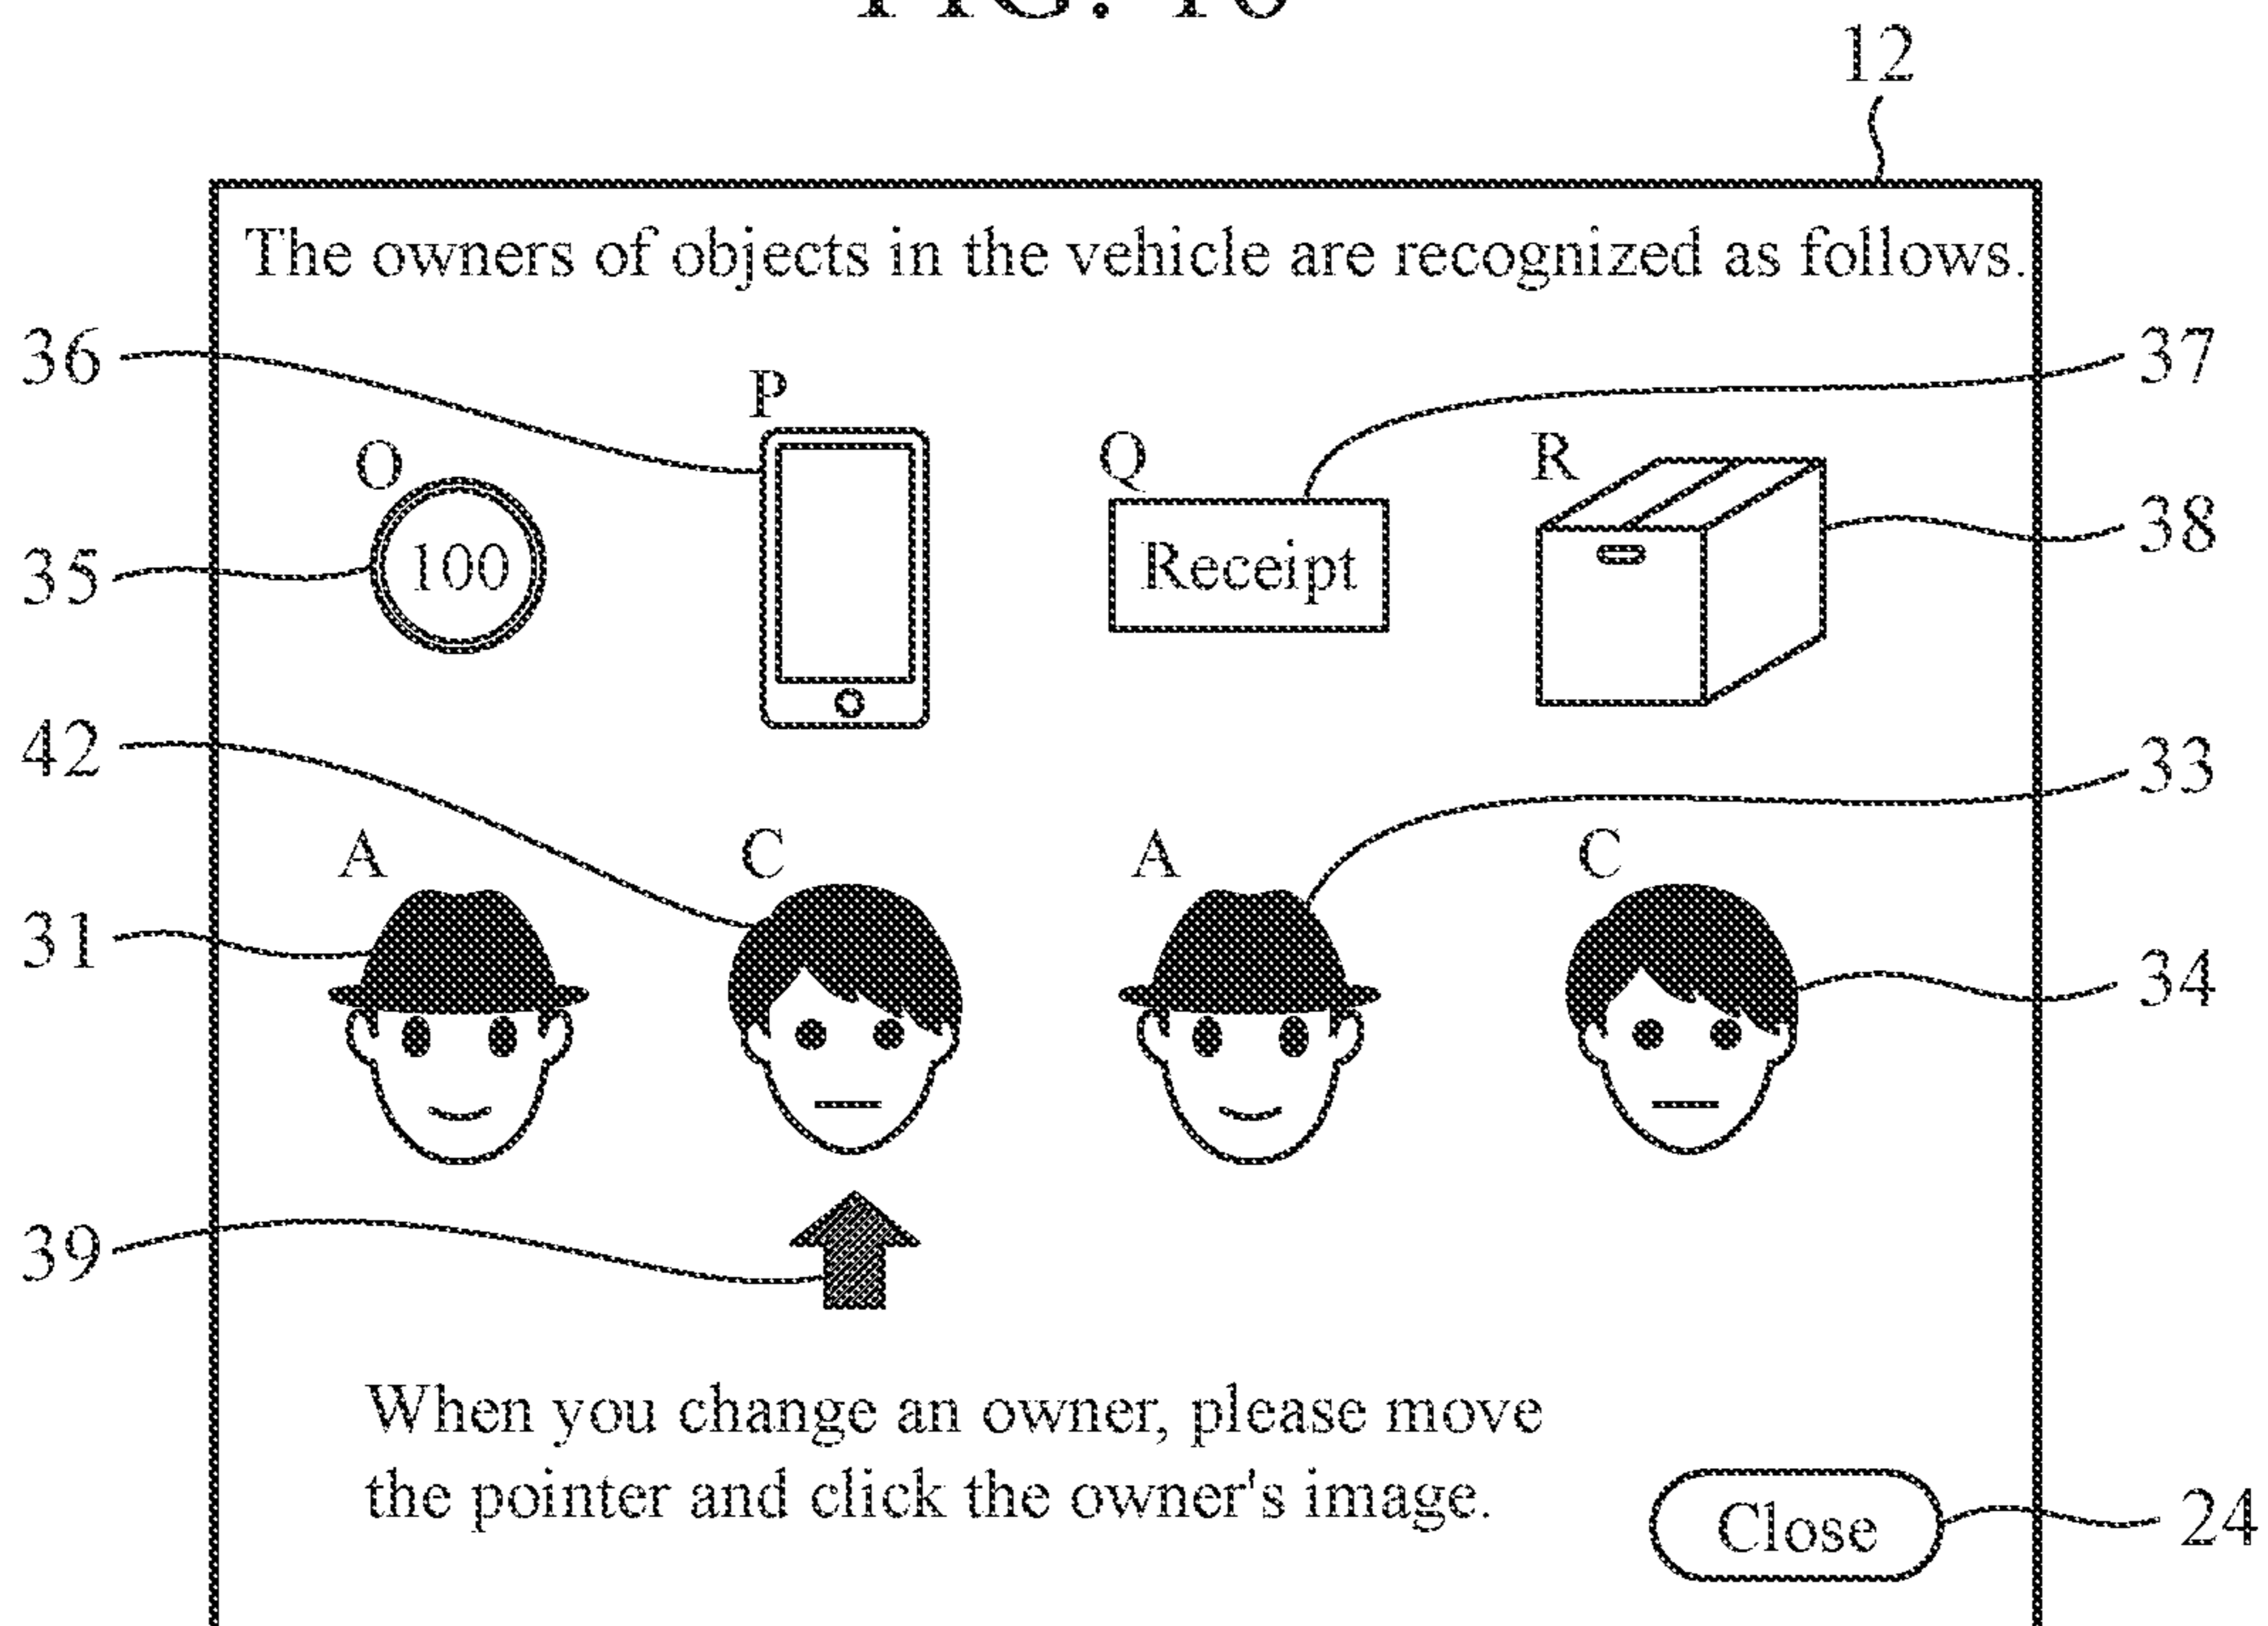 FIG. 16
12
The owners of objects in the vehicle are recognized as follows.
36
37
P
O
Q
R
100
Receipt
35
38
42
33
A
C
A
C
31
34
39
When you change an owner, please move
the pointer and click the owner's image.
Close
24